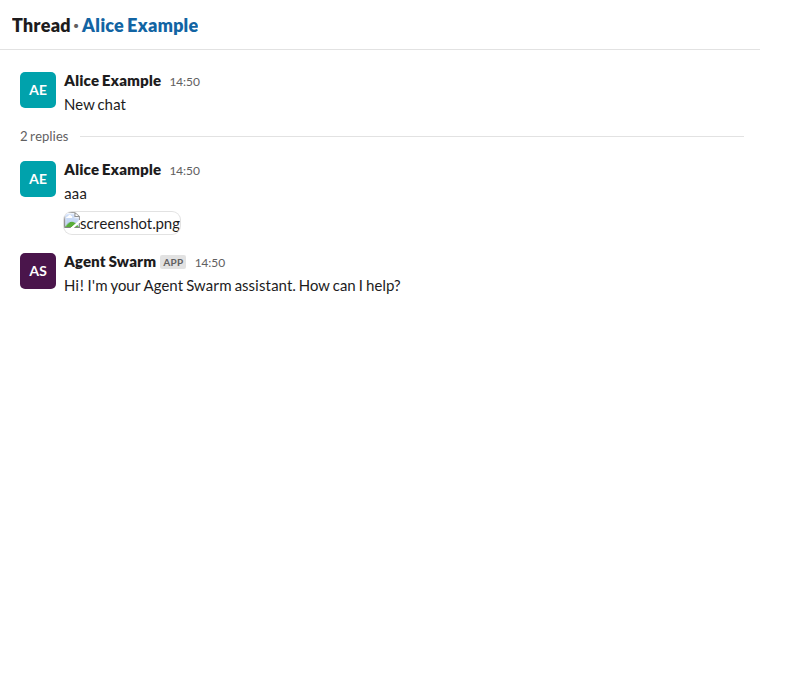 Thread • Alice Example
AE
Alice Example 14:50
New chat
2 replies
AE
Alice Example 14:50
aaa
screenshot.png
AS
Agent Swarm APP 14:50
Hi! I'm your Agent Swarm assistant. How can I help?